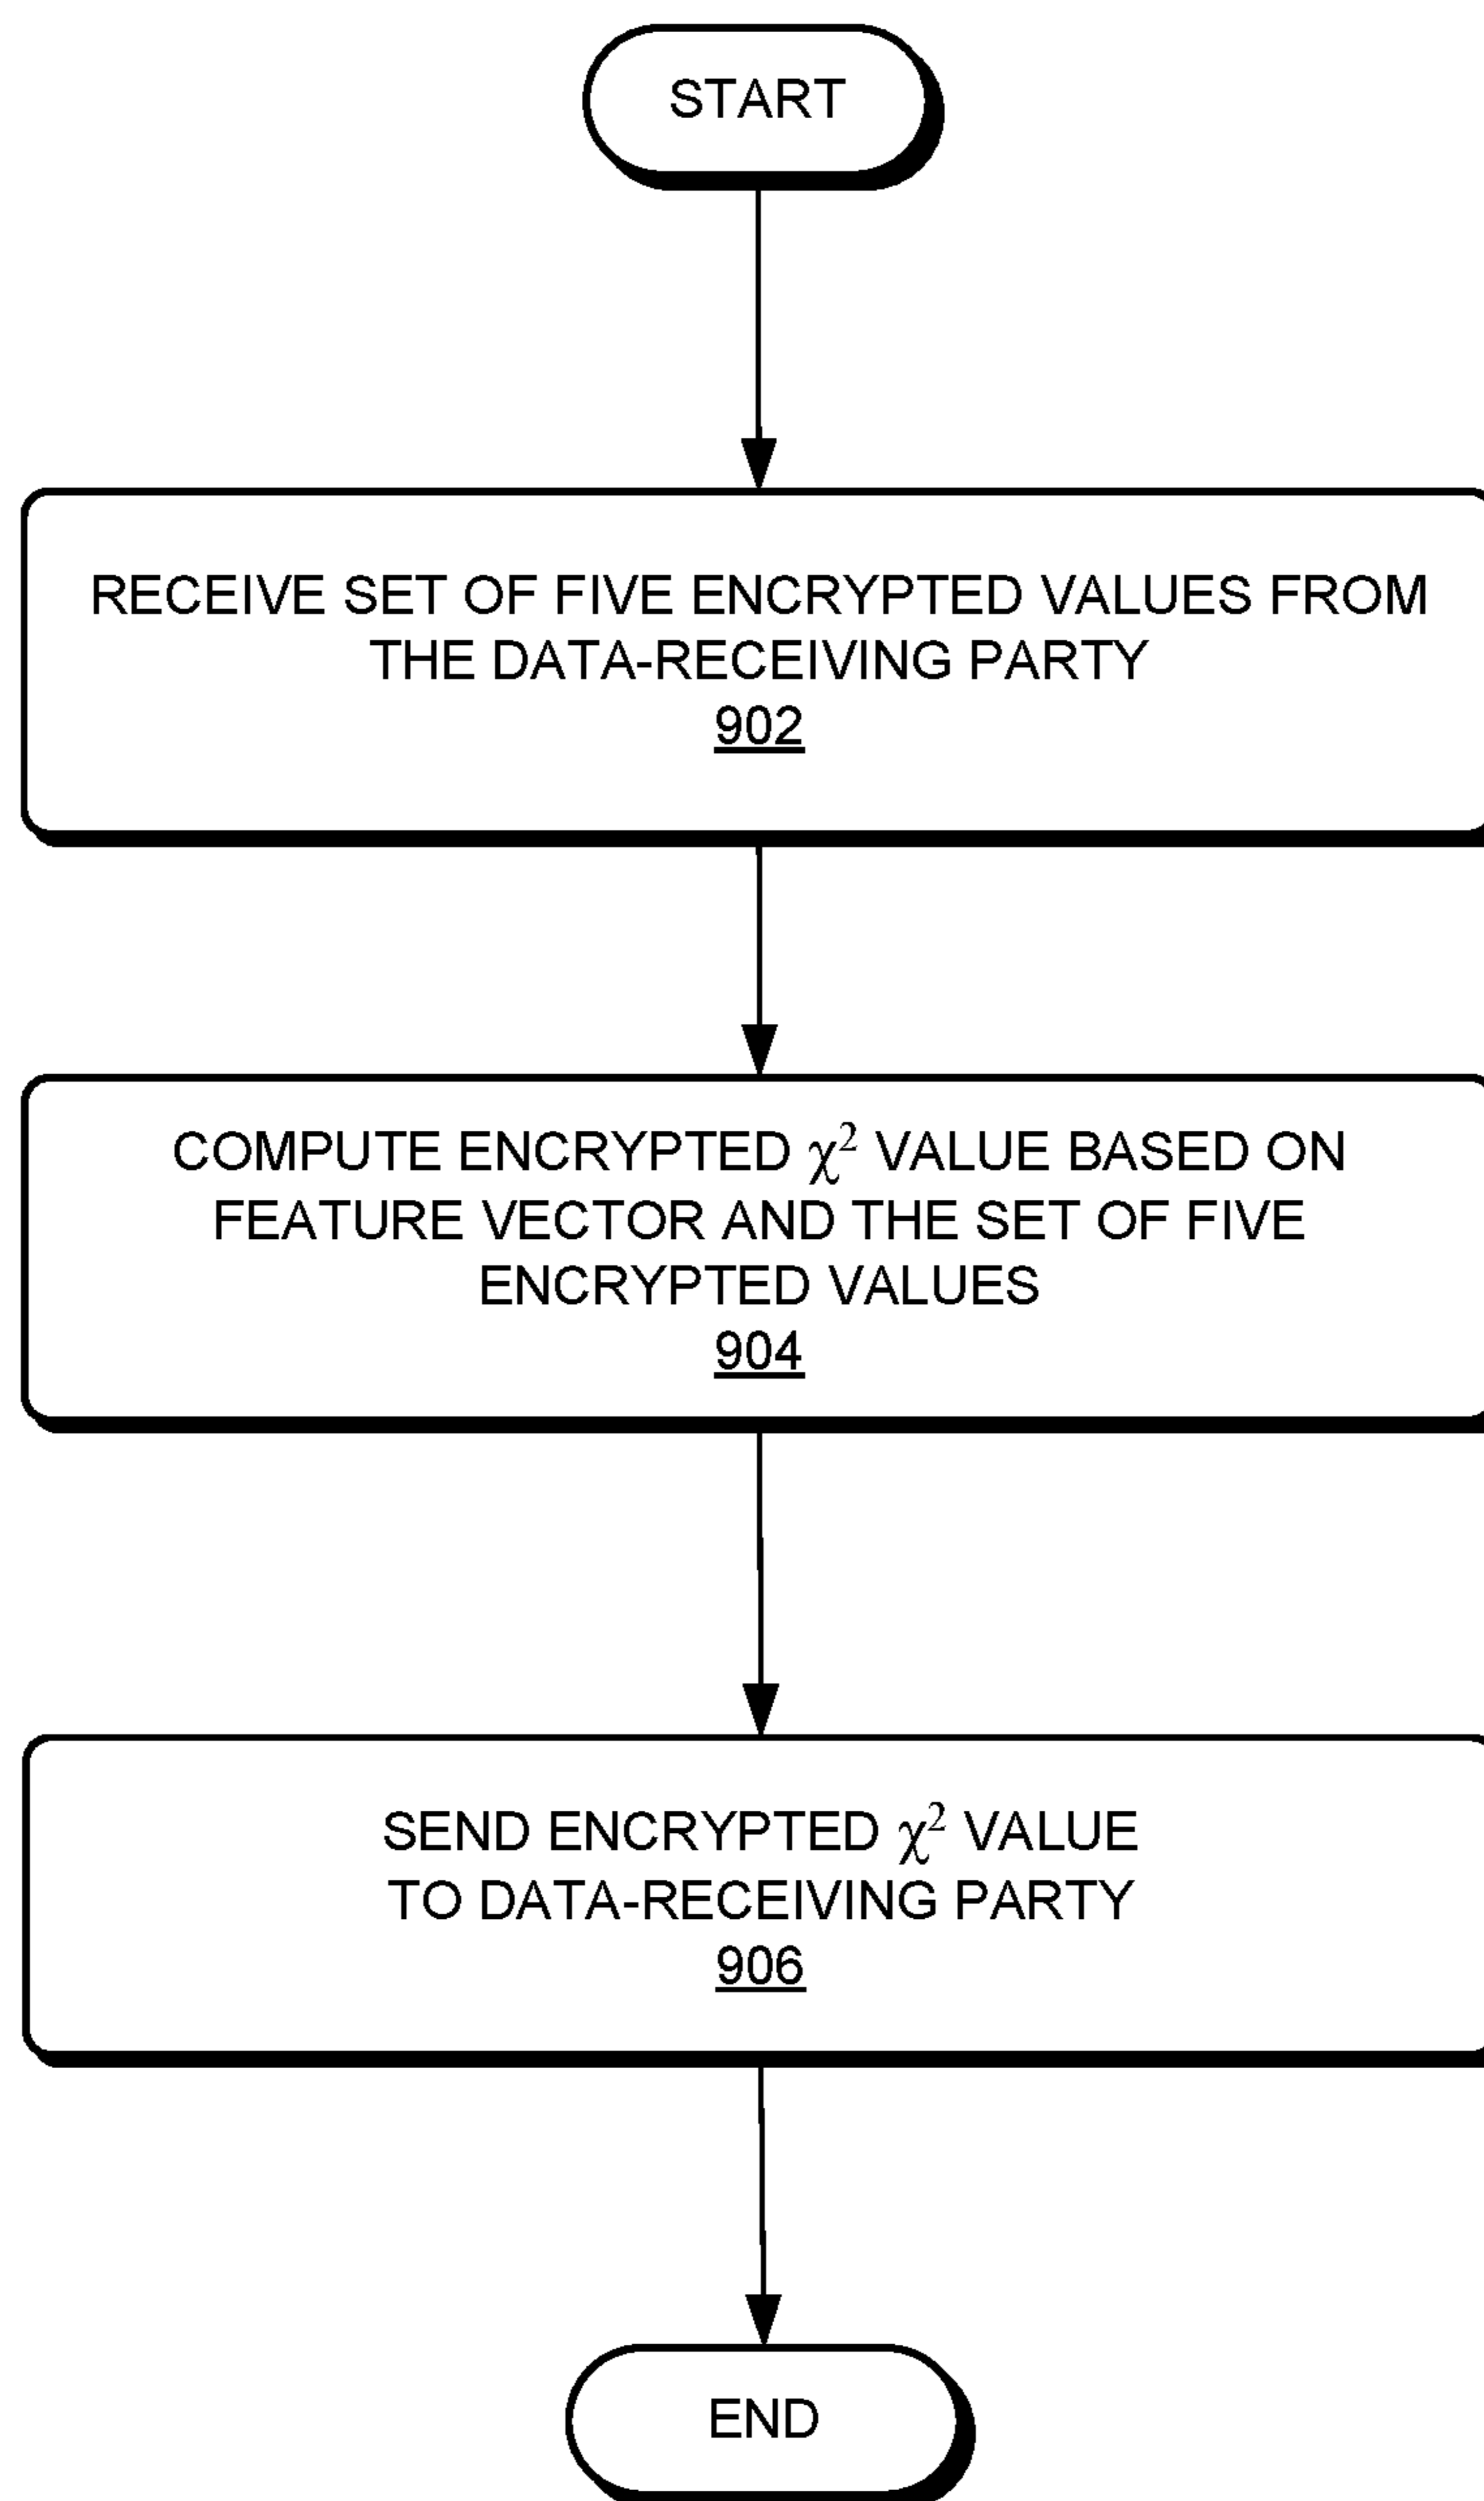 START
RECEIVE SET OF FIVE ENCRYPTED VALUES FROM
THE DATA-RECEIVING PARTY
902
COMPUTE ENCRYPTED χ² VALUE BASED ON
FEATURE VECTOR AND THE SET OF FIVE
ENCRYPTED VALUES
904
SEND ENCRYPTED χ² VALUE
TO DATA-RECEIVING PARTY
906
END